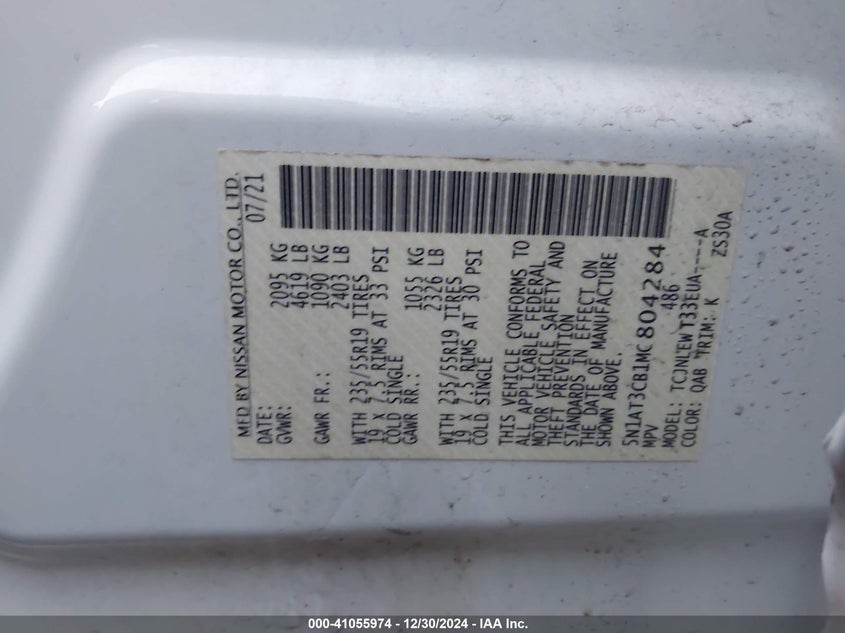 MFD BY NISSAN MOTOR CO., LTD.
DATE: 07/21
GVWR: 2095 KG
4619 LB
GAWR FR.: 1090 KG
2403 LB
WITH 235/55R19 TIRES
19 X 7.5 RIMS AT 33 PSI
COLD SINGLE
GAWR RR.: 1055 KG
2326 LB
WITH 235/55R19 TIRES
19 X 7.5 RIMS AT 30 PSI
COLD SINGLE
THIS VEHICLE CONFORMS TO
ALL APPLICABLE FEDERAL
MOTOR VEHICLE SAFETY AND
THEFT PREVENTION
STANDARDS IN EFFECT ON
THE DATE OF MANUFACTURE
SHOWN ABOVE.
5N1AT3CB1MC804284
MPV 486
MODEL: TCJNLEWT33EUA----A
COLOR: QAB TRIM: K ZS30A
000-41055974 - 12/30/2024 - IAA Inc.